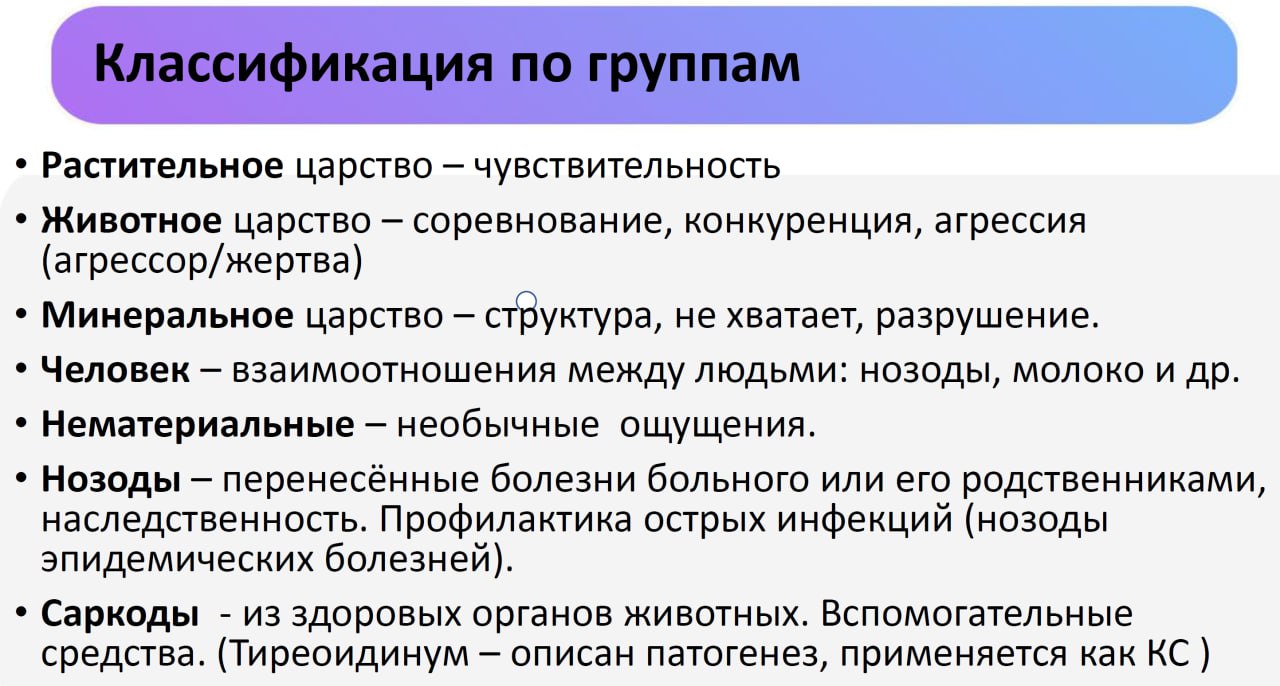 Классификация по группам
• Растительное царство – чувствительность
• Животное царство – соревнование, конкуренция, агрессия
(агрессор/жертва)
• Минеральное царство – структура, не хватает, разрушение.
• Человек – взаимоотношения между людьми: нозоды, молоко и др.
• Нематериальные – необычные  ощущения.
• Нозоды – перенесённые болезни больного или его родственниками,
наследственность. Профилактика острых инфекций (нозоды
эпидемических болезней).
• Саркоды  - из здоровых органов животных. Вспомогательные
средства. (Тиреоидинум – описан патогенез, применяется как КС )